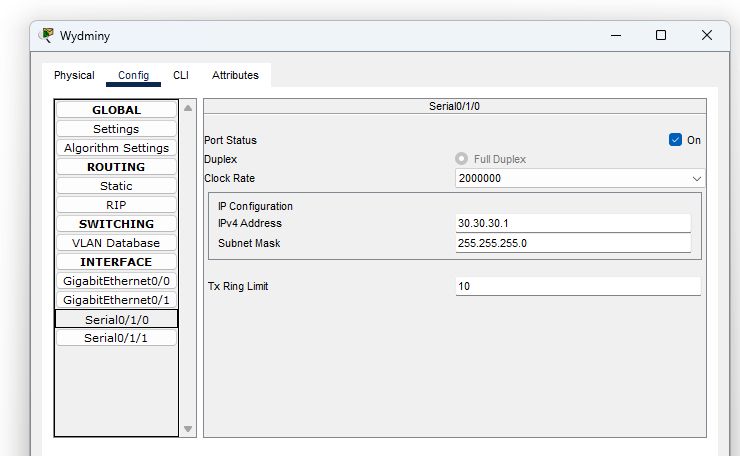 Wydminy
Physical Config CLI Attributes
GLOBAL
Settings
Algorithm Settings
ROUTING
Static
RIP
SWITCHING
VLAN Database
INTERFACE
GigabitEthernet0/0
GigabitEthernet0/1
Serial0/1/0
Serial0/1/1
Serial0/1/0
Port Status On
Duplex Full Duplex
Clock Rate 2000000
IP Configuration
IPv4 Address 30.30.30.1
Subnet Mask 255.255.255.0
Tx Ring Limit 10